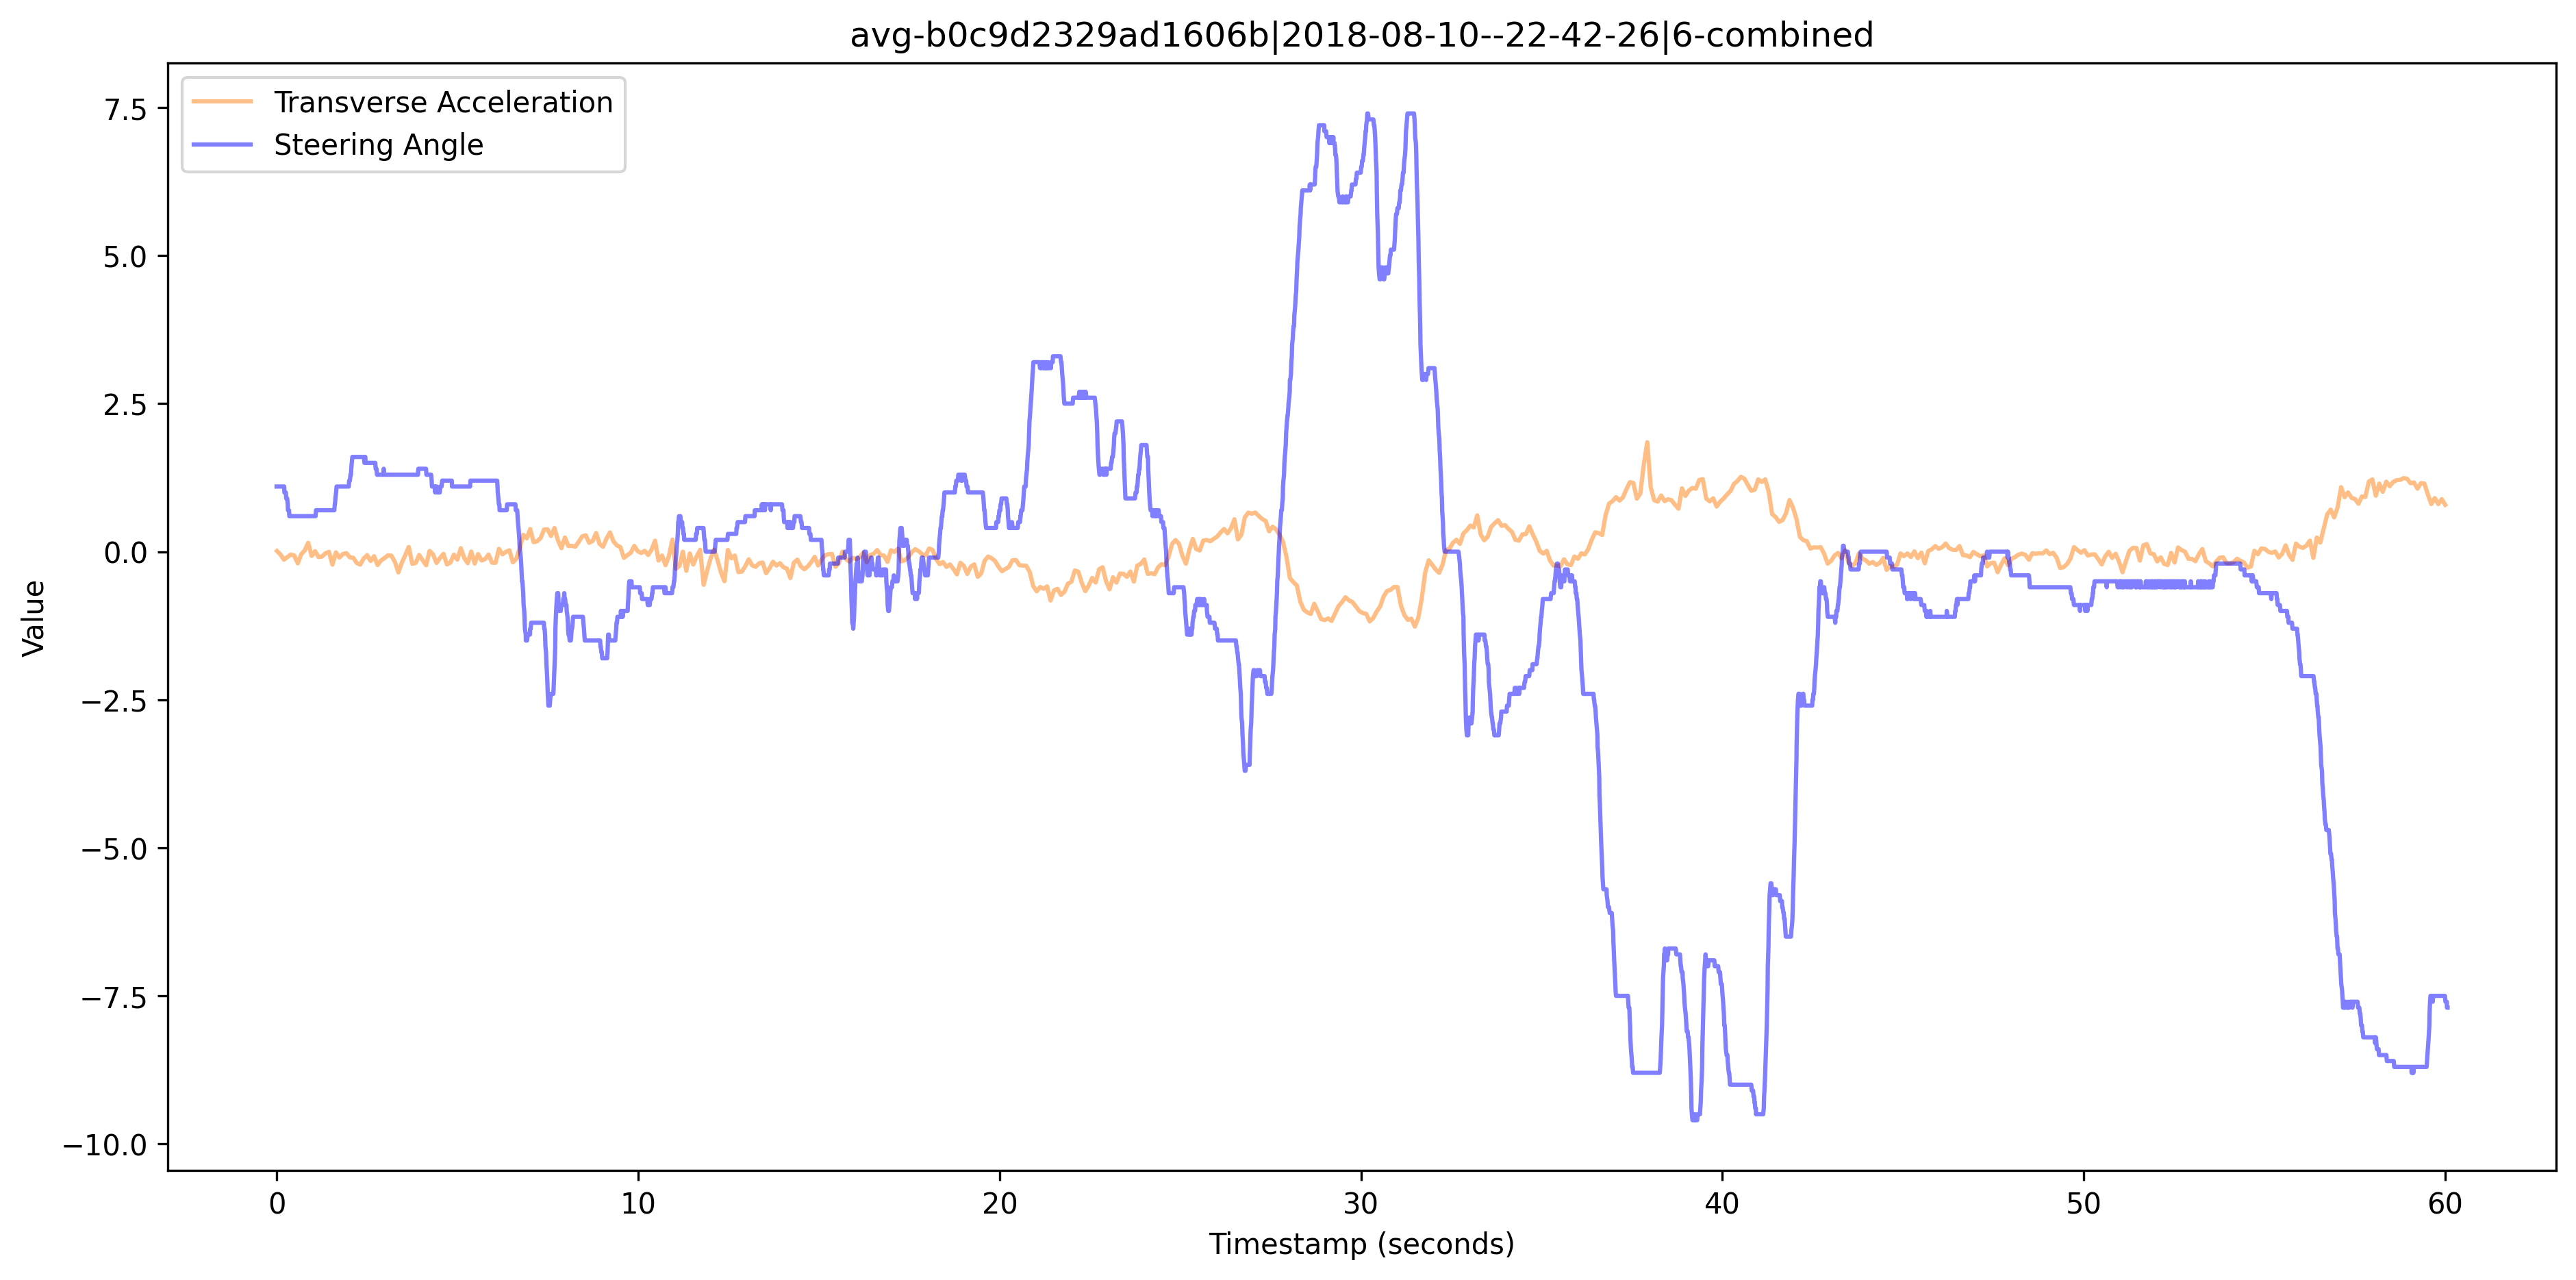 avg-b0c9d2329ad1606b|2018-08-10--22-42-26|6-combined
Transverse Acceleration
Steering Angle
7.5
5.0
2.5
0.0
−2.5
−5.0
−7.5
−10.0
Value
0 10 20 30 40 50 60
Timestamp (seconds)